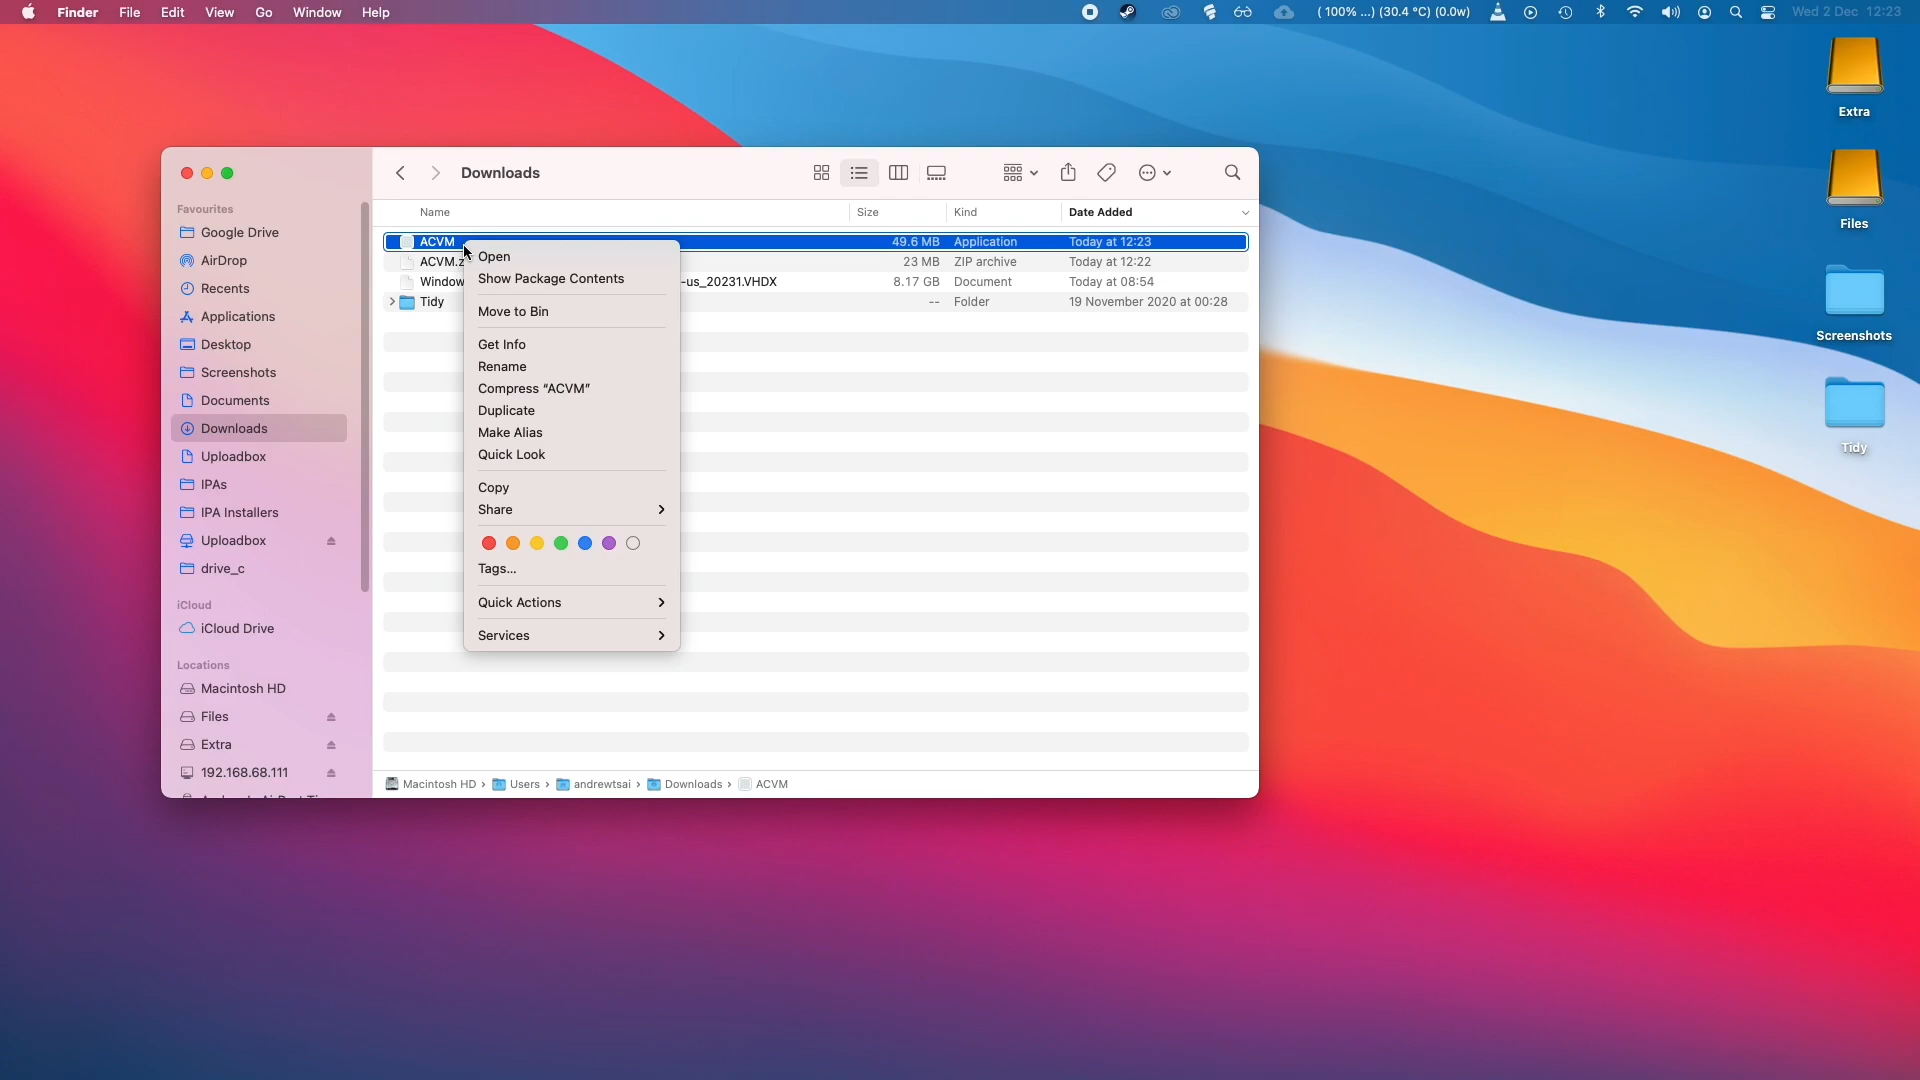 Finder File Edit View Go Window Help
( 100% ...) (30.4 °C) (0.0w) Wed 2 Dec 12:23
Extra
Files
Screenshots
Tidy
Favourites
Google Drive
AirDrop
Recents
Applications
Desktop
Screenshots
Documents
Downloads
Uploadbox
IPAs
IPA Installers
Uploadbox
drive_c
iCloud
iCloud Drive
Locations
Macintosh HD
Files
Extra
192.168.68.111
Downloads
Name Size Kind Date Added
ACVM 49.6 MB Application Today at 12:23
ACVM.z 23 MB ZIP archive Today at 12:22
Window -us_20231.VHDX 8.17 GB Document Today at 08:54
Tidy -- Folder 19 November 2020 at 00:28
Open
Show Package Contents
Move to Bin
Get Info
Rename
Compress “ACVM”
Duplicate
Make Alias
Quick Look
Copy
Share
Tags...
Quick Actions
Services
Macintosh HD › Users › andrewtsai › Downloads › ACVM